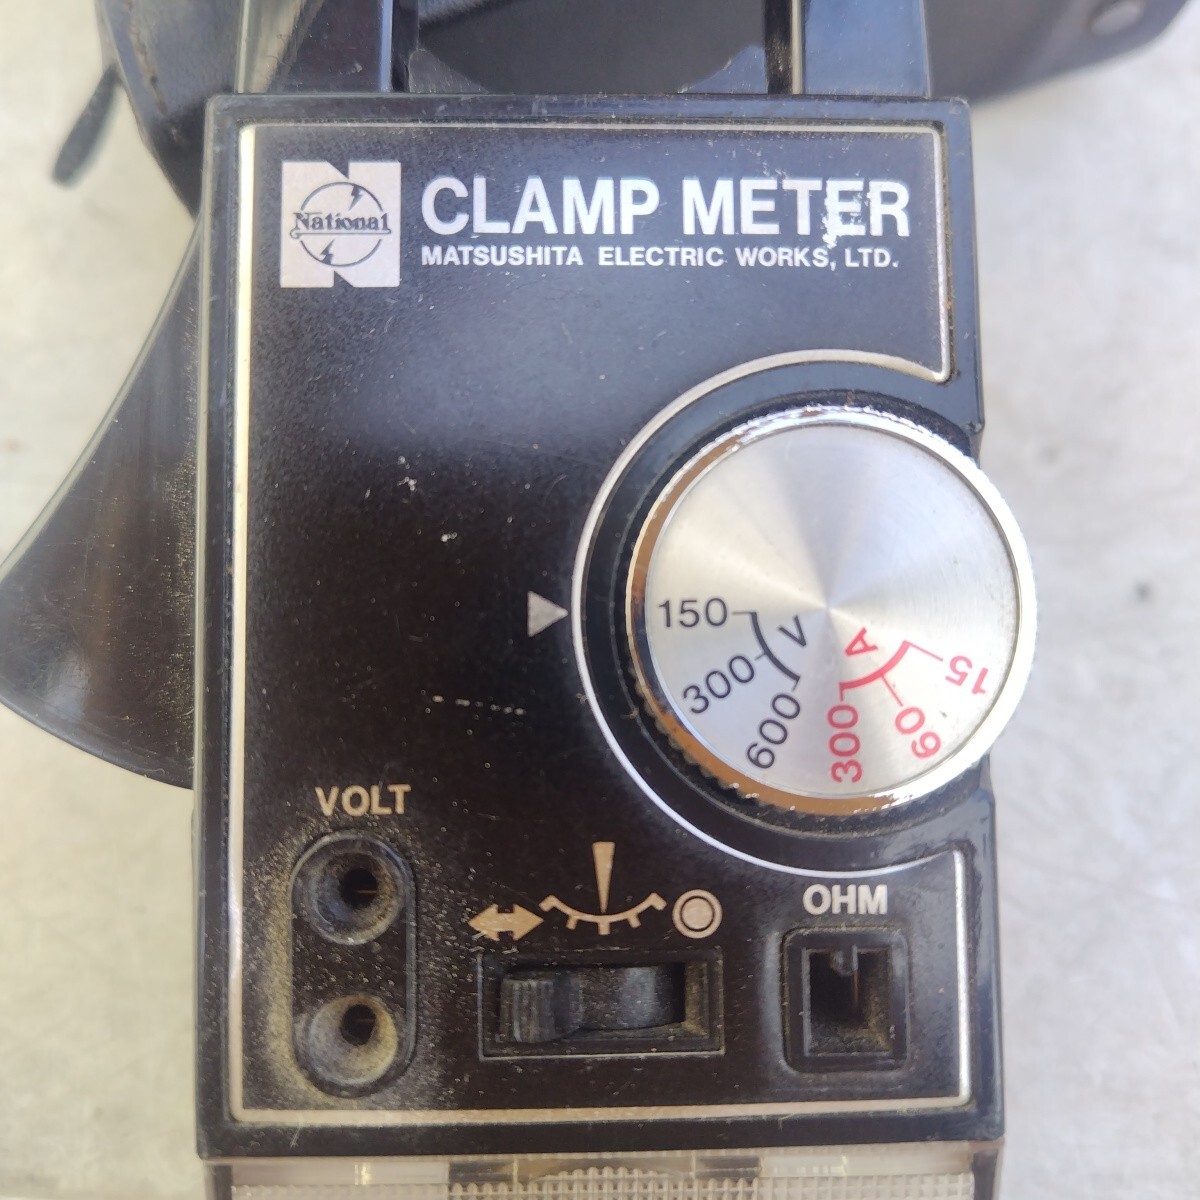 National
CLAMP METER
MATSUSHITA ELECTRIC WORKS, LTD.
150
300
600
V
A
300
60
15
VOLT
OHM